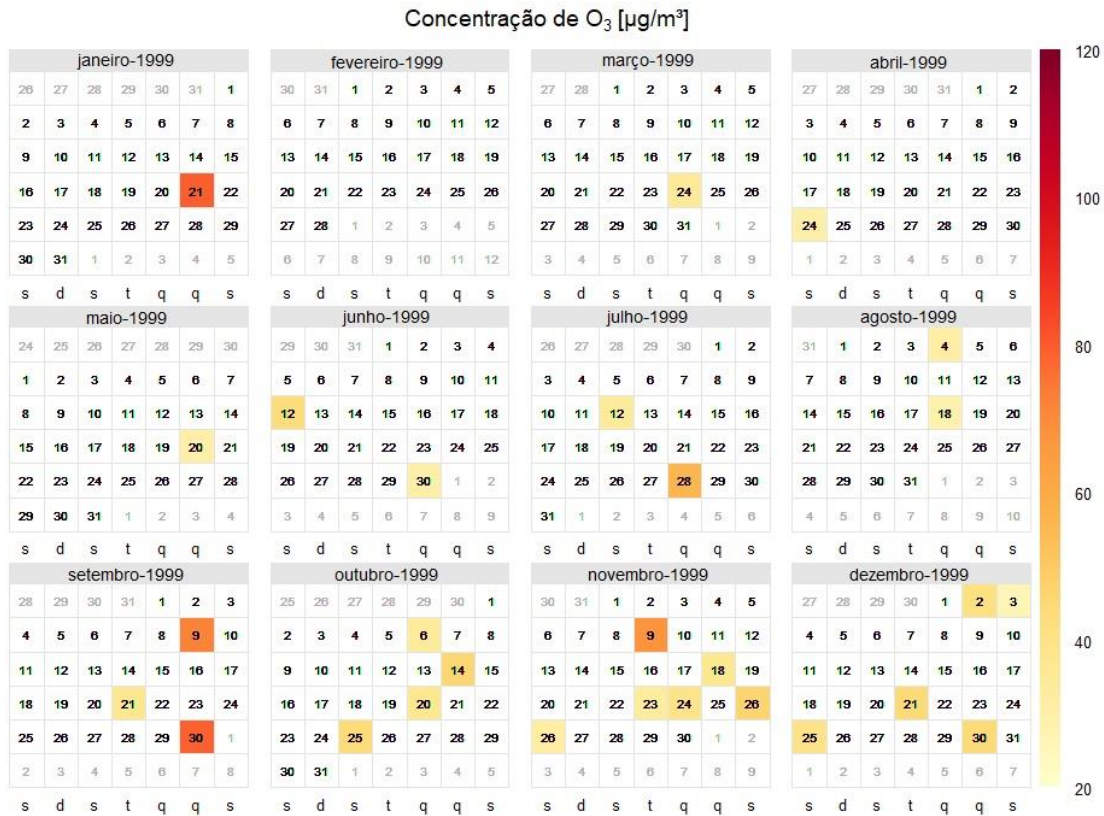 Concentração de O₃ [µg/m³]
janeiro-1999
26 27 28 29 30 31 1
2 3 4 5 6 7 8
9 10 11 12 13 14 15
16 17 18 19 20 21 22
23 24 25 26 27 28 29
30 31 1 2 3 4 5
s d s t q q s
fevereiro-1999
30 31 1 2 3 4 5
6 7 8 9 10 11 12
13 14 15 16 17 18 19
20 21 22 23 24 25 26
27 28 1 2 3 4 5
6 7 8 9 10 11 12
s d s t q q s
março-1999
27 28 1 2 3 4 5
6 7 8 9 10 11 12
13 14 15 16 17 18 19
20 21 22 23 24 25 26
27 28 29 30 31 1 2
3 4 5 6 7 8 9
s d s t q q s
abril-1999
27 28 29 30 31 1 2
3 4 5 6 7 8 9
10 11 12 13 14 15 16
17 18 19 20 21 22 23
24 25 26 27 28 29 30
1 2 3 4 5 6 7
s d s t q q s
maio-1999
24 25 26 27 28 29 30
1 2 3 4 5 6 7
8 9 10 11 12 13 14
15 16 17 18 19 20 21
22 23 24 25 26 27 28
29 30 31 1 2 3 4
s d s t q q s
junho-1999
29 30 31 1 2 3 4
5 6 7 8 9 10 11
12 13 14 15 16 17 18
19 20 21 22 23 24 25
26 27 28 29 30 1 2
3 4 5 6 7 8 9
s d s t q q s
julho-1999
26 27 28 29 30 1 2
3 4 5 6 7 8 9
10 11 12 13 14 15 16
17 18 19 20 21 22 23
24 25 26 27 28 29 30
31 1 2 3 4 5 6
s d s t q q s
agosto-1999
31 1 2 3 4 5 6
7 8 9 10 11 12 13
14 15 16 17 18 19 20
21 22 23 24 25 26 27
28 29 30 31 1 2 3
4 5 6 7 8 9 10
s d s t q q s
setembro-1999
28 29 30 31 1 2 3
4 5 6 7 8 9 10
11 12 13 14 15 16 17
18 19 20 21 22 23 24
25 26 27 28 29 30 1
2 3 4 5 6 7 8
s d s t q q s
outubro-1999
25 26 27 28 29 30 1
2 3 4 5 6 7 8
9 10 11 12 13 14 15
16 17 18 19 20 21 22
23 24 25 26 27 28 29
30 31 1 2 3 4 5
s d s t q q s
novembro-1999
30 31 1 2 3 4 5
6 7 8 9 10 11 12
13 14 15 16 17 18 19
20 21 22 23 24 25 26
26 27 28 29 30 1 2
3 4 5 6 7 8 9
s d s t q q s
dezembro-1999
27 28 29 30 1 2 3
4 5 6 7 8 9 10
11 12 13 14 15 16 17
18 19 20 21 22 23 24
25 26 27 28 29 30 31
1 2 3 4 5 6 7
s d s t q q s
120
100
80
60
40
20